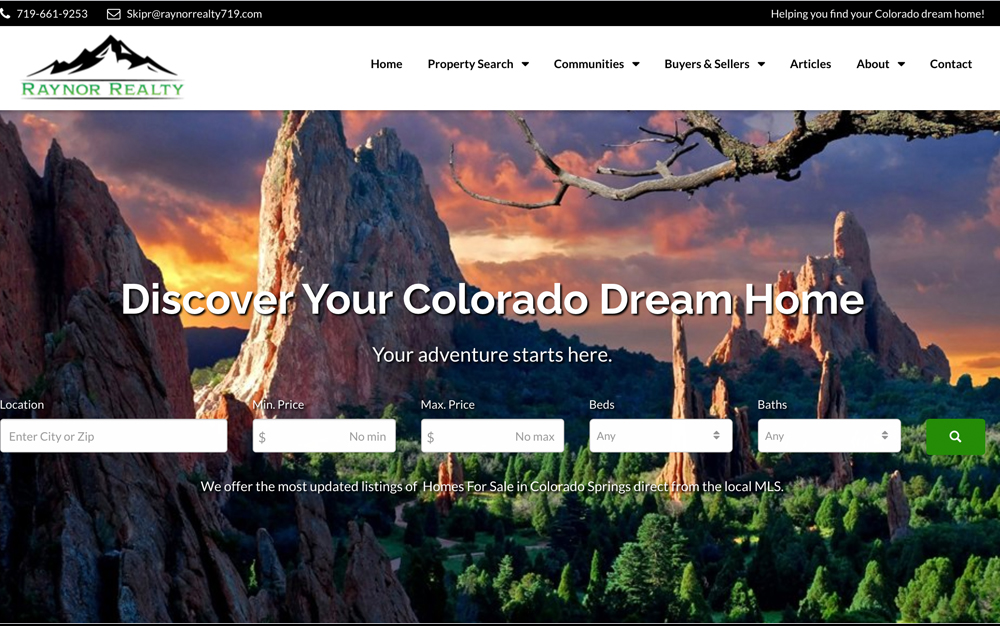 719-661-9253 Skipr@raynorrealty719.com Helping you find your Colorado dream home!
RAYNOR REALTY
Home Property Search Communities Buyers & Sellers Articles About Contact
Discover Your Colorado Dream Home
Your adventure starts here.
Location Min. Price Max. Price Beds Baths
Enter City or Zip $ No min $ No max Any Any
We offer the most updated listings of Homes For Sale in Colorado Springs direct from the local MLS.